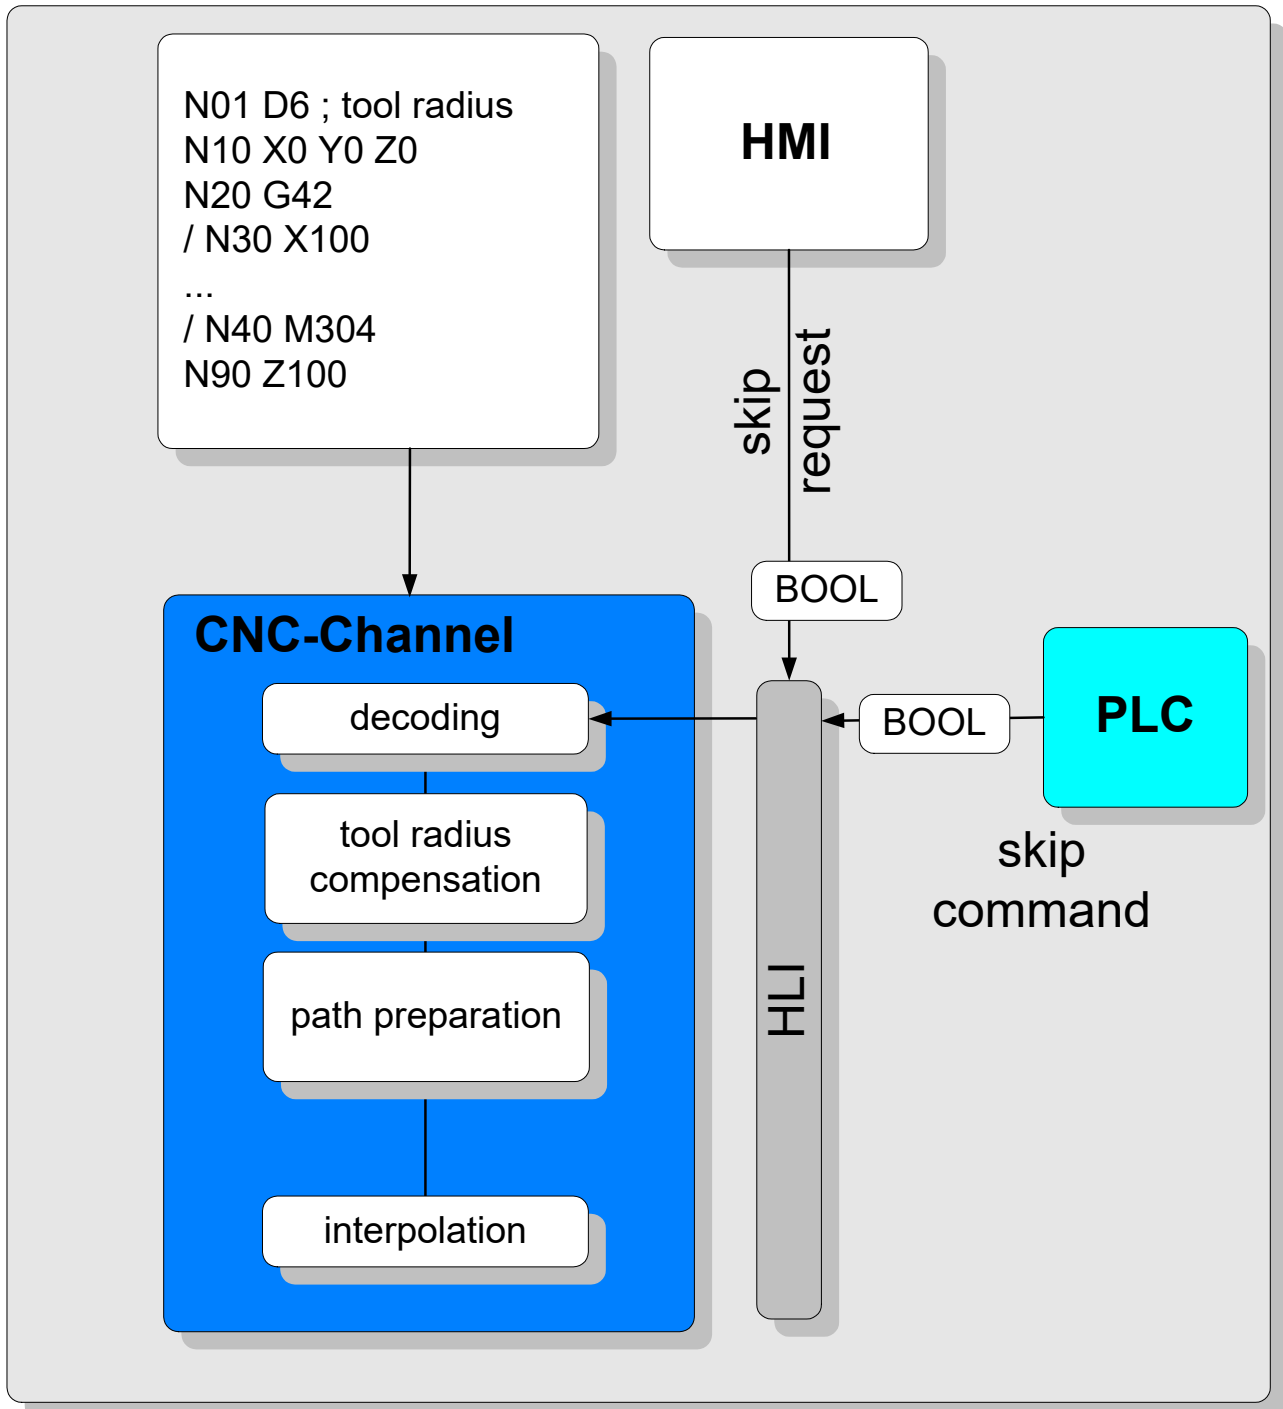 N01 D6 ; tool radius
N10 X0 Y0 Z0
N20 G42
/ N30 X100
...
/ N40 M304
N90 Z100
HMI
skip
request
BOOL
CNC-Channel
decoding
tool radius
compensation
path preparation
interpolation
HLI
BOOL
PLC
skip
command